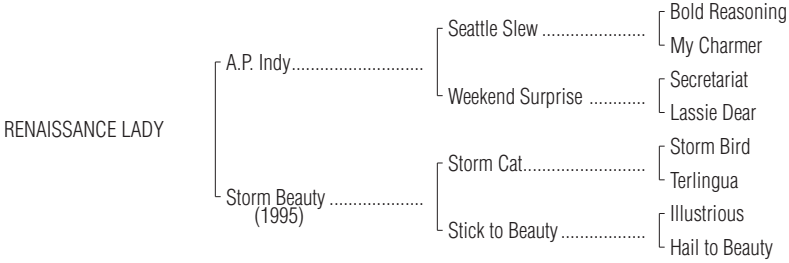 Bold Reasoning
Seattle Slew ......................
My Charmer
A.P. Indy............................
Secretariat
Weekend Surprise ............
Lassie Dear
RENAISSANCE LADY
Storm Bird
Storm Cat..........................
Terlingua
Storm Beauty ....................
(1995)
Illustrious
Stick to Beauty ..................
Hail to Beauty